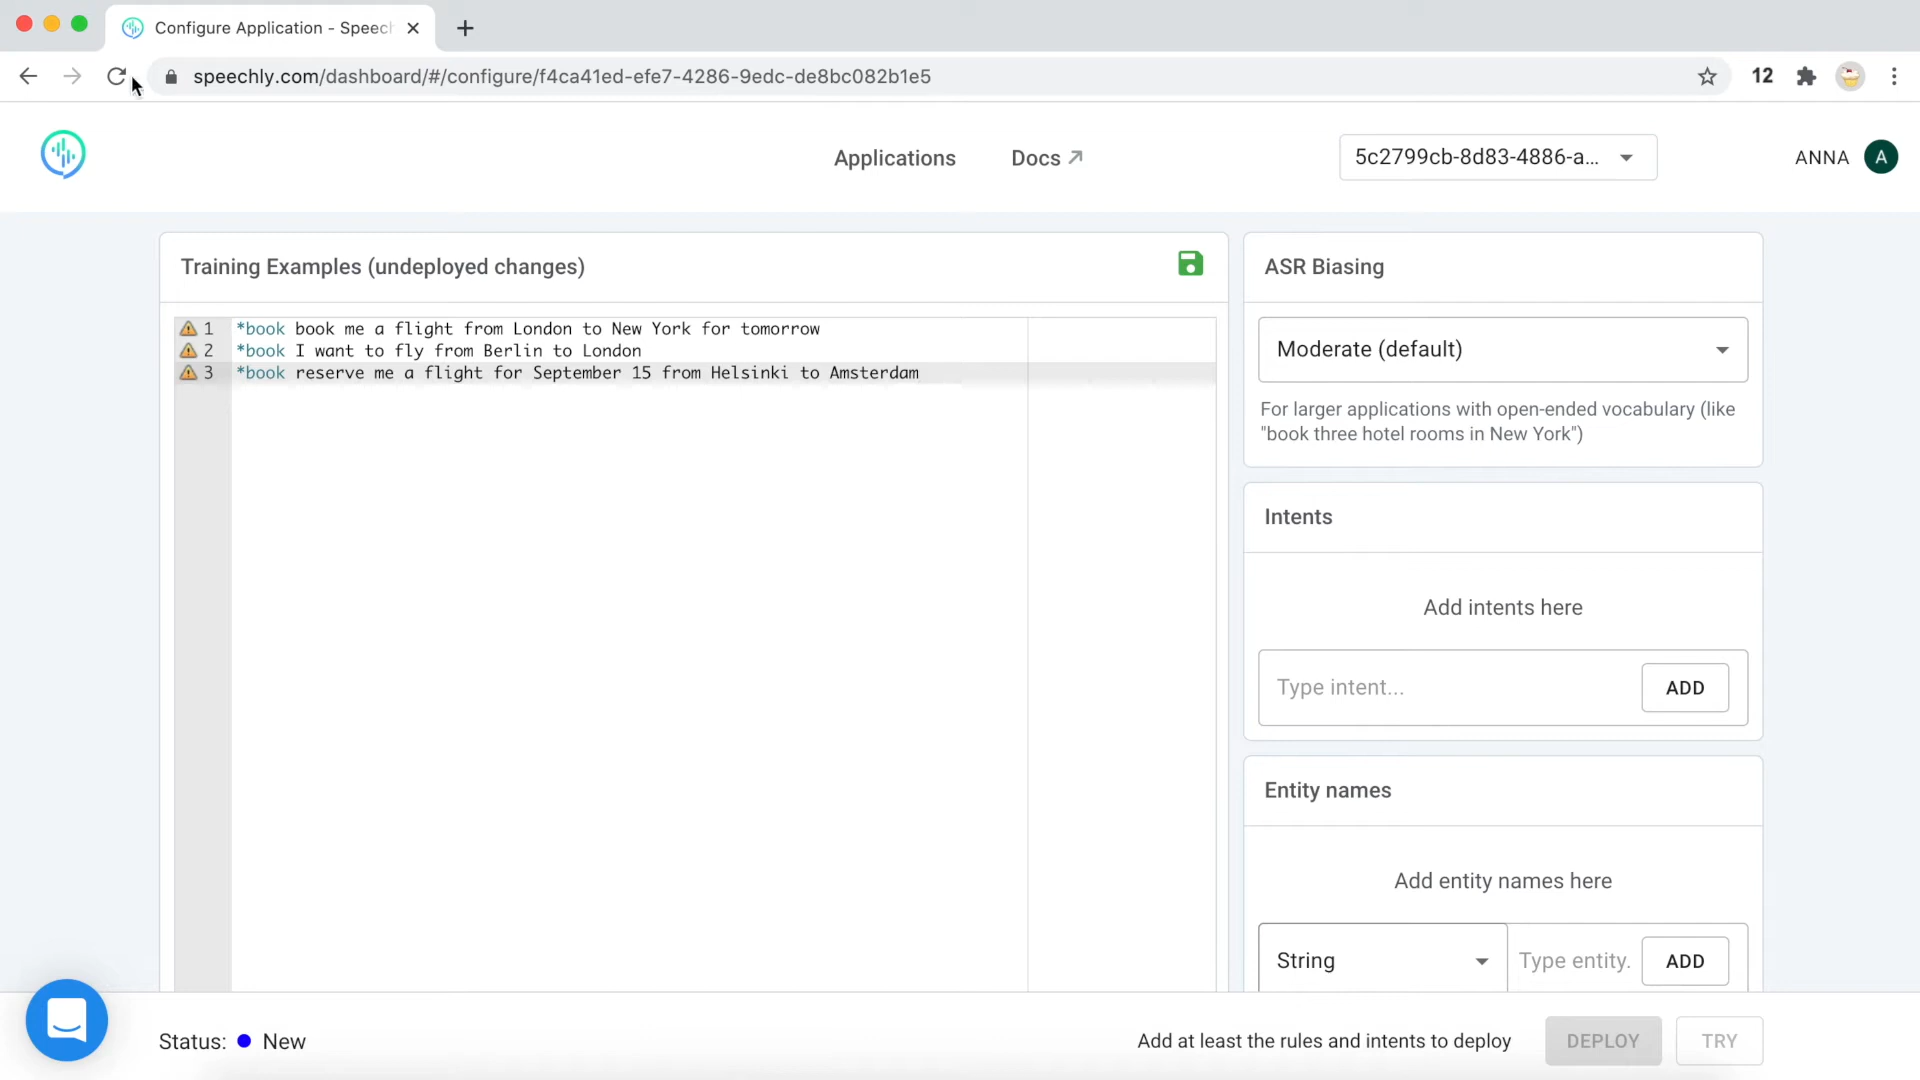 Configure Application - Speech
speechly.com/dashboard/#/configure/f4ca41ed-efe7-4286-9edc-de8bc082b1e5
12
Applications
Docs
5c2799cb-8d83-4886-a...
ANNA
A
Training Examples (undeployed changes)
1 *book book me a flight from London to New York for tomorrow
2 *book I want to fly from Berlin to London
3 *book reserve me a flight for September 15 from Helsinki to Amsterdam
ASR Biasing
Moderate (default)
For larger applications with open-ended vocabulary (like
"book three hotel rooms in New York")
Intents
Add intents here
Type intent...
ADD
Entity names
Add entity names here
String
Type entity.
ADD
Status: New
Add at least the rules and intents to deploy
DEPLOY
TRY